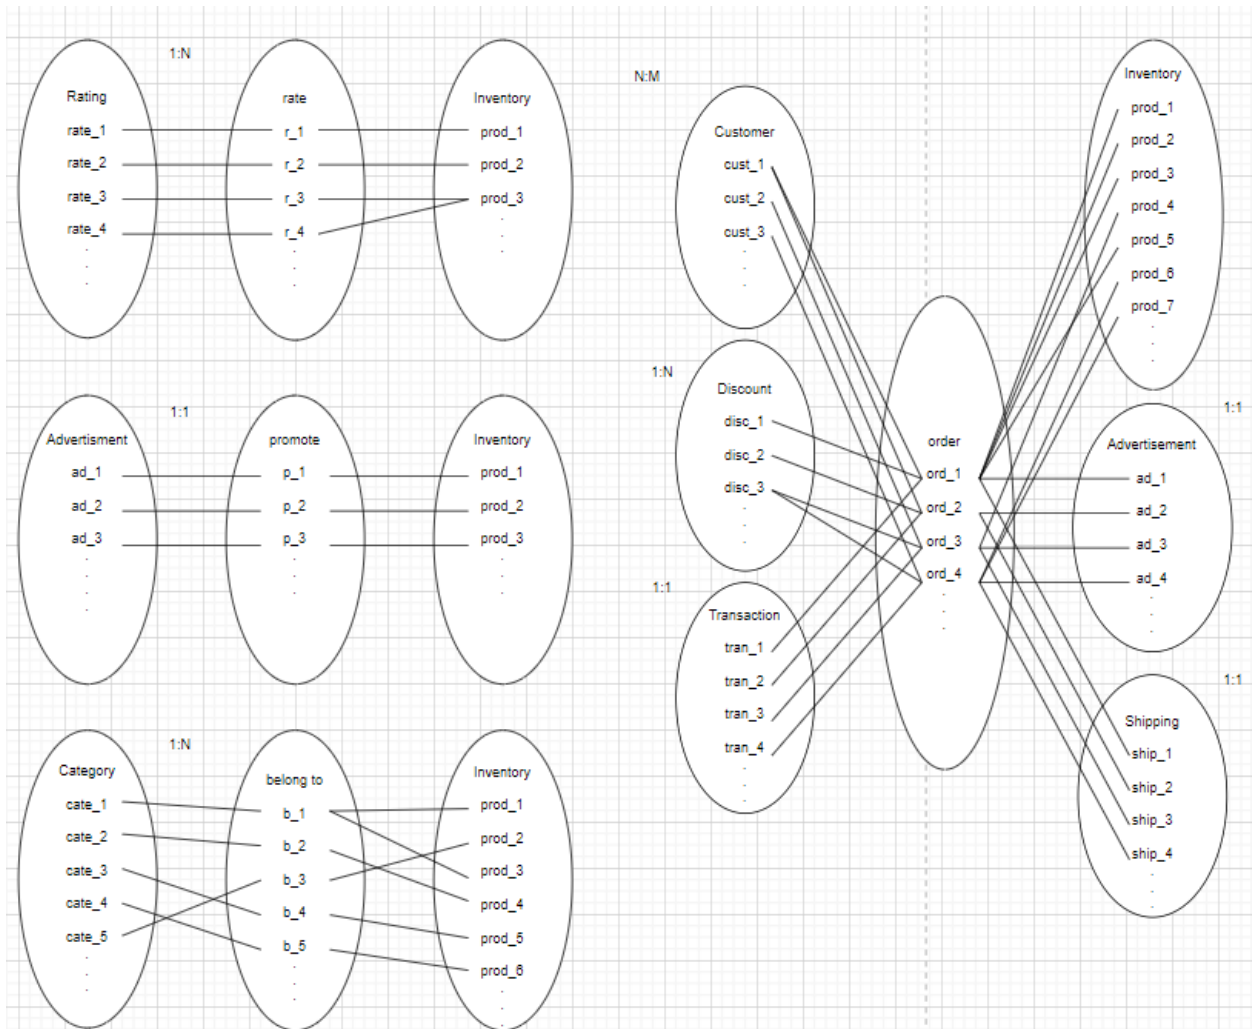 1:N
Rating
rate_1
rate_2
rate_3
rate_4
rate
r_1
r_2
r_3
r_4
Inventory
prod_1
prod_2
prod_3
1:1
Advertisment
ad_1
ad_2
ad_3
promote
p_1
p_2
p_3
Inventory
prod_1
prod_2
prod_3
1:N
Category
cate_1
cate_2
cate_3
cate_4
cate_5
belong to
b_1
b_2
b_3
b_4
b_5
Inventory
prod_1
prod_2
prod_3
prod_4
prod_5
prod_6
N:M
Customer
cust_1
cust_2
cust_3
1:N
Discount
disc_1
disc_2
disc_3
1:1
Transaction
tran_1
tran_2
tran_3
tran_4
order
ord_1
ord_2
ord_3
ord_4
Inventory
prod_1
prod_2
prod_3
prod_4
prod_5
prod_6
prod_7
1:1
Advertisement
ad_1
ad_2
ad_3
ad_4
1:1
Shipping
ship_1
ship_2
ship_3
ship_4